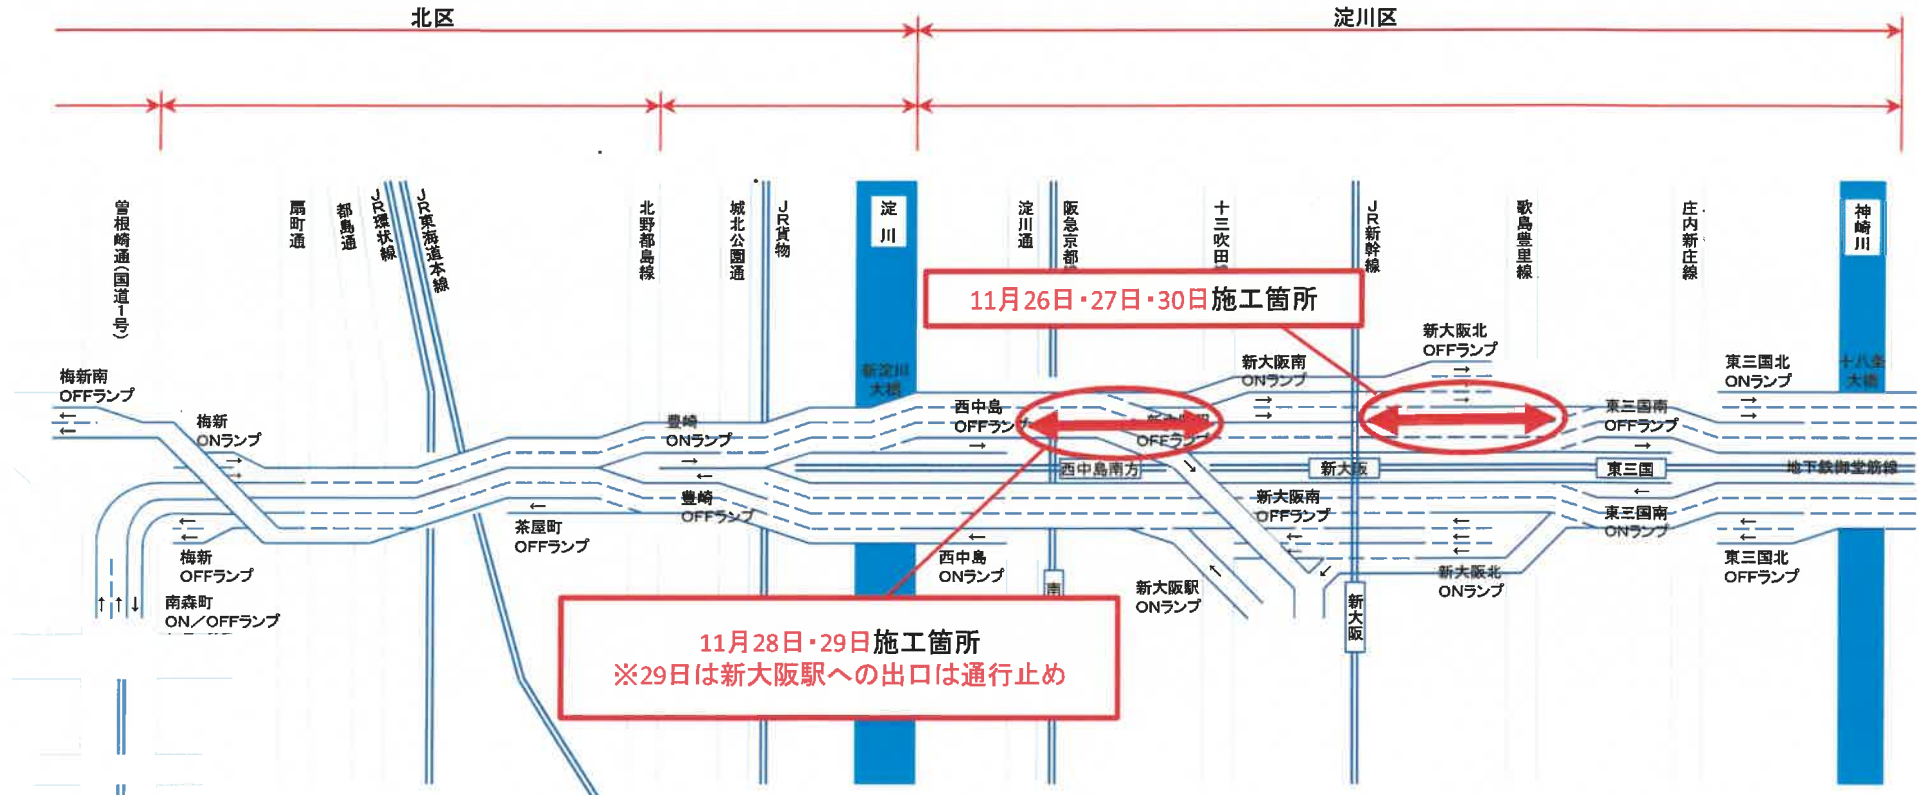 北区
淀川区
曽根崎通(国道1号)
扇町通
都島通
JR環状線
JR東海道本線
北野都島線
城北公園通
JR貨物
淀川
淀川通
阪急京都
十三吹田
JR新幹線
歌島豊里線
庄内新庄線
神崎川
11月26日・27日・30日施工箇所
新大阪北
OFFランプ
新大阪南
ONランプ
東三国北
ONランプ
十八条
大橋
新淀川
大橋
梅新南
OFFランプ
梅新
ONランプ
豊崎
ONランプ
西中島
OFFランプ
OFFランプ
東三国南
OFFランプ
西中島南方
新大阪
東三国
地下鉄御堂筋線
豊崎
OFFランプ
茶屋町
OFFランプ
新大阪南
OFFランプ
東三国南
ONランプ
梅新
OFFランプ
西中島
ONランプ
新大阪駅
ONランプ
新大阪北
ONランプ
東三国北
OFFランプ
南森町
ON/OFFランプ
南
新大阪
11月28日・29日施工箇所
※29日は新大阪駅への出口は通行止め